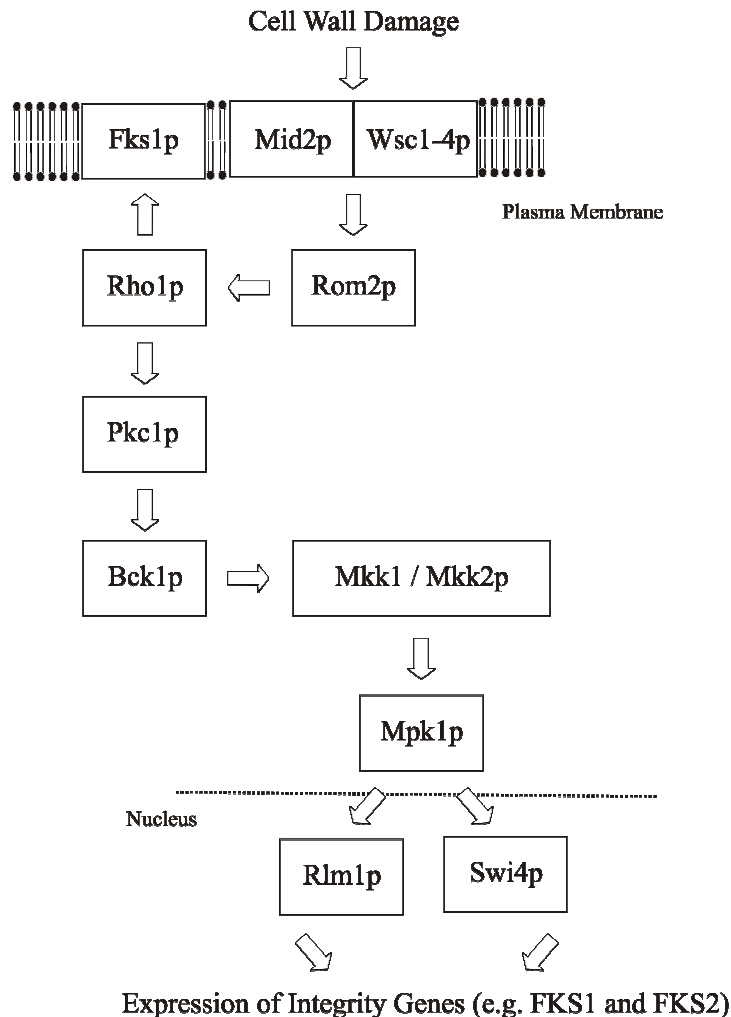 Cell Wall Damage
Fks1p
Mid2p
Wsc1-4p
Plasma Membrane
Rho1p
Rom2p
Pkc1p
Bck1p
Mkk1 / Mkk2p
Mpk1p
Nucleus
Rlm1p
Swi4p
Expression of Integrity Genes (e.g. FKS1 and FKS2)